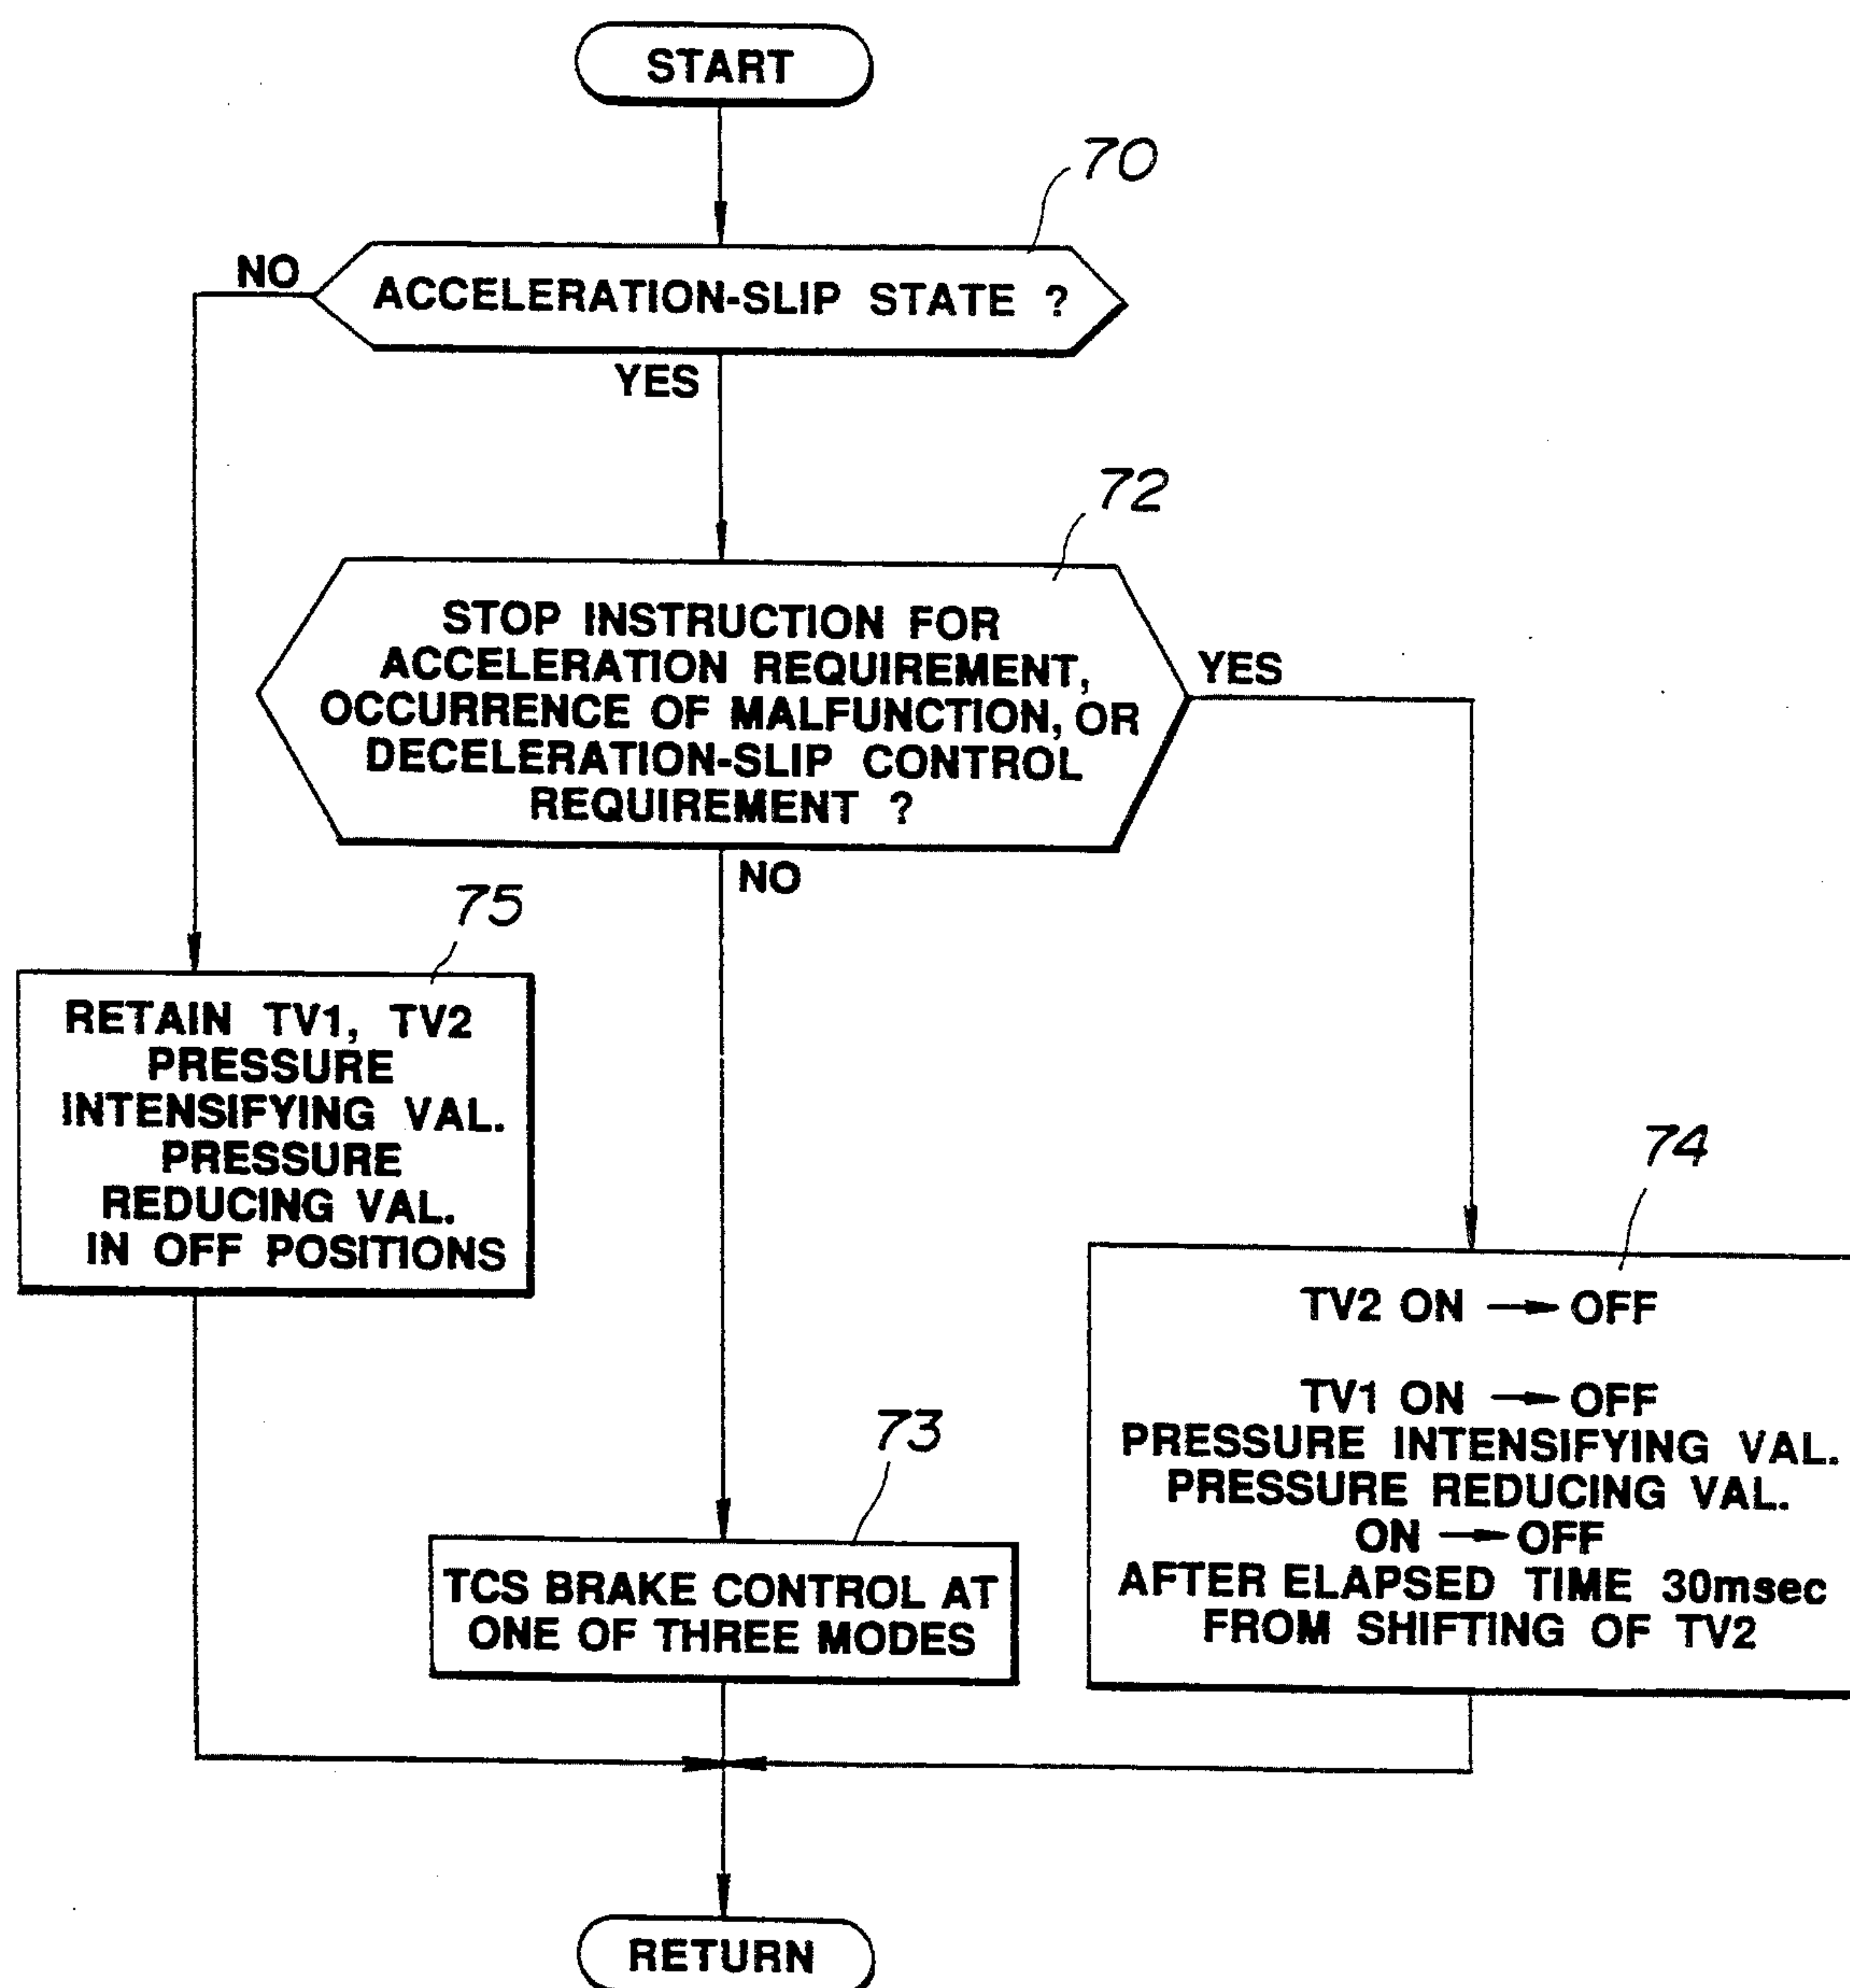 START
70
NO
ACCELERATION-SLIP STATE ?
YES
72
STOP INSTRUCTION FOR
ACCELERATION REQUIREMENT,
OCCURRENCE OF MALFUNCTION, OR
DECELERATION-SLIP CONTROL
REQUIREMENT ?
YES
NO
75
RETAIN TV1, TV2
PRESSURE
INTENSIFYING VAL.
PRESSURE
REDUCING VAL.
IN OFF POSITIONS
74
TV2 ON → OFF
TV1 ON → OFF
PRESSURE INTENSIFYING VAL.
PRESSURE REDUCING VAL.
ON → OFF
AFTER ELAPSED TIME 30msec
FROM SHIFTING OF TV2
73
TCS BRAKE CONTROL AT
ONE OF THREE MODES
RETURN